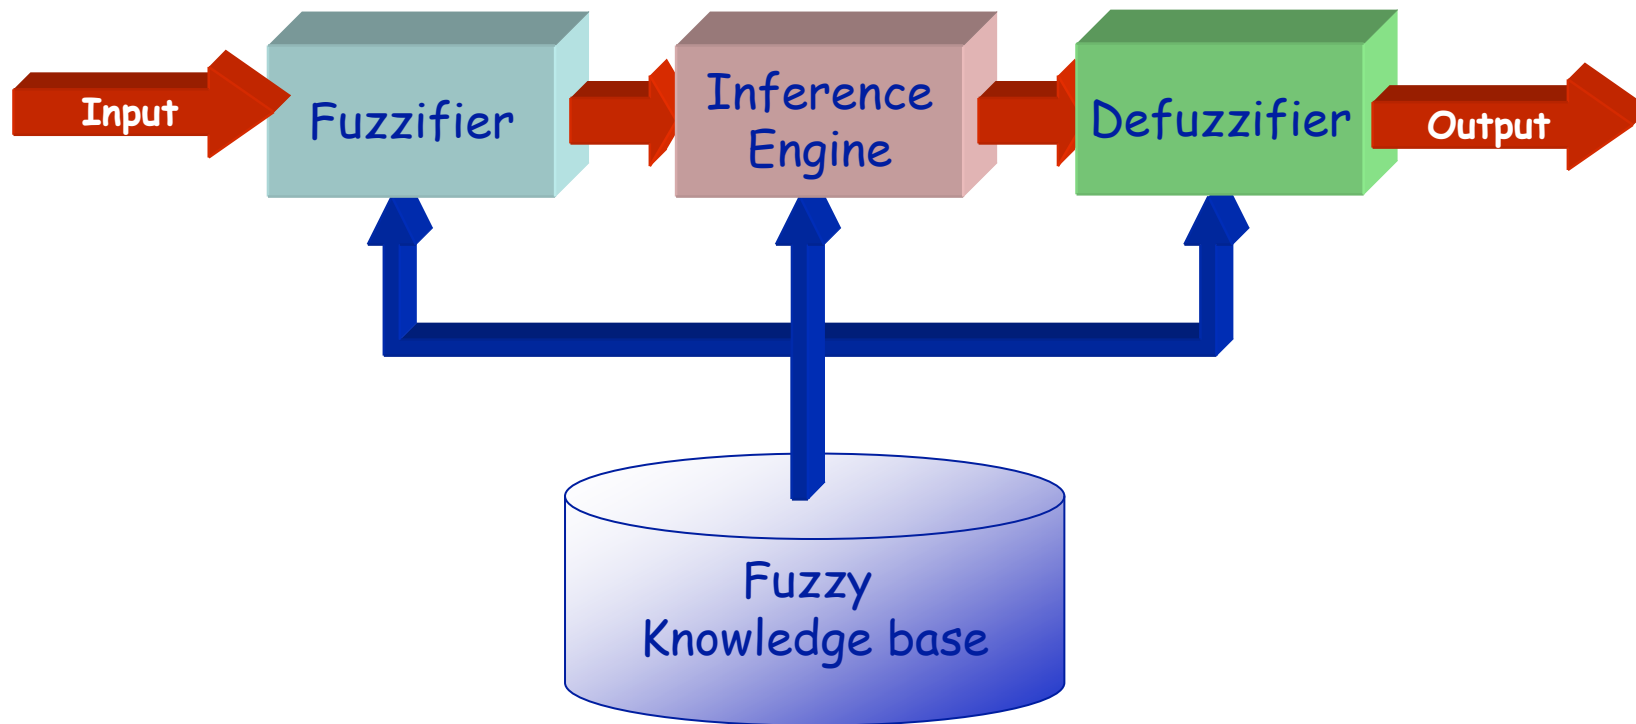 Input
Fuzzifier
Inference
Engine
Defuzzifier
Output
Fuzzy
Knowledge base